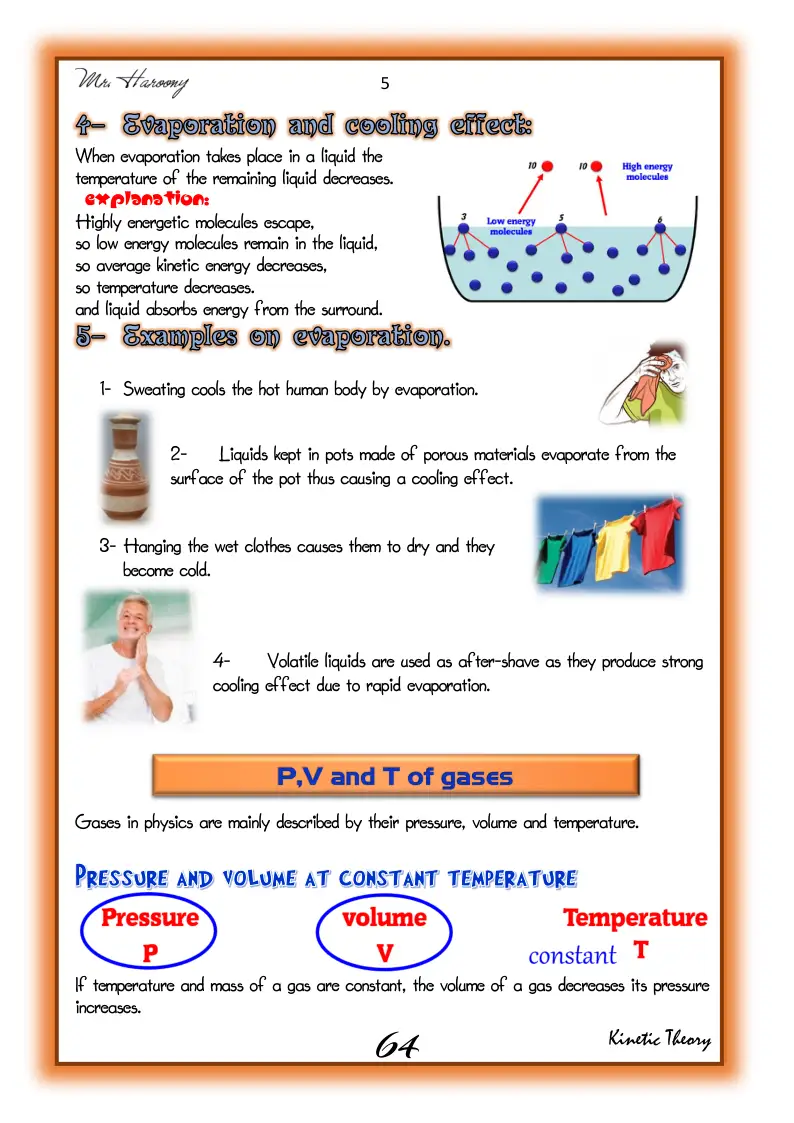 Mr. Haroony
5
4- Evaporation and cooling effect:
When evaporation takes place in a liquid the
temperature of the remaining liquid decreases.
explanation:
Highly energetic molecules escape,
so low energy molecules remain in the liquid,
so average kinetic energy decreases,
so temperature decreases.
and liquid absorbs energy from the surround.
10
10
High energy
molecules
3
Low energy
molecules
5
6
5- Examples on evaporation.
1- Sweating cools the hot human body by evaporation.
2- Liquids kept in pots made of porous materials evaporate from the
surface of the pot thus causing a cooling effect.
3- Hanging the wet clothes causes them to dry and they
become cold.
4- Volatile liquids are used as after-shave as they produce strong
cooling effect due to rapid evaporation.
P,V and T of gases
Gases in physics are mainly described by their pressure, volume and temperature.
Pressure and volume at constant temperature
Pressure
P
volume
V
Temperature
constant T
If temperature and mass of a gas are constant, the volume of a gas decreases its pressure
increases.
64
Kinetic Theory